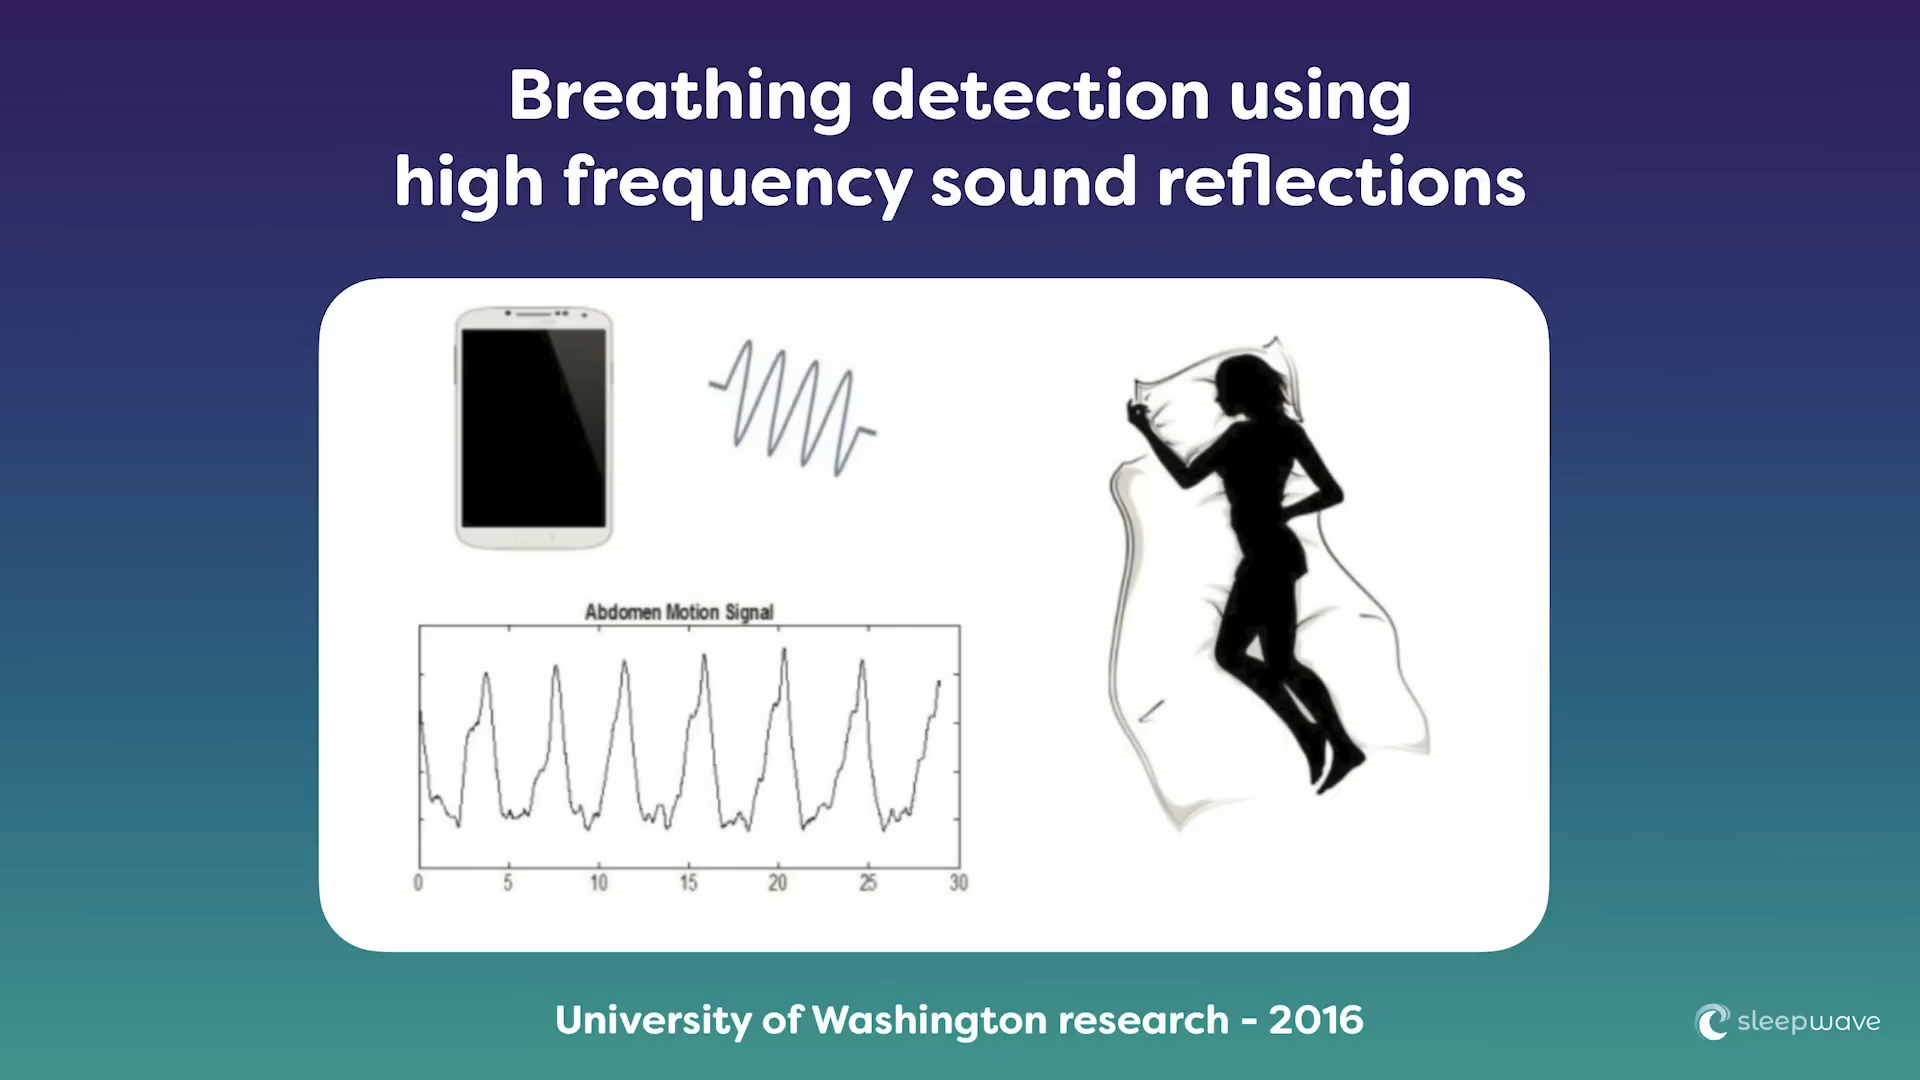 Breathing detection using
high frequency sound reflections
Abdomen Motion Signal
0 5 10 15 20 25 30
University of Washington research - 2016
sleepwave